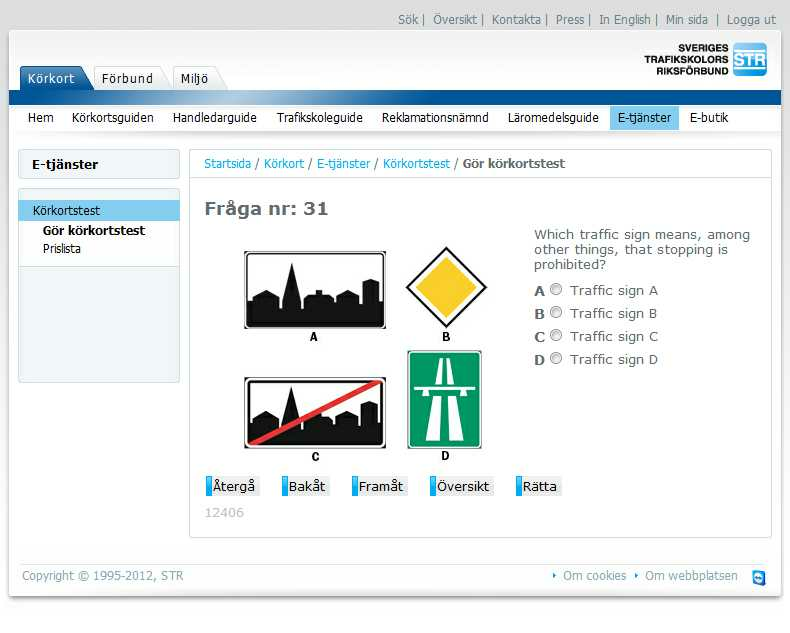 Sök | Översikt | Kontakta | Press | In English | Min sida | Logga ut
SVERIGES
TRAFIKSKOLORS
RIKSFÖRBUND
STR
Körkort Förbund Miljö
Hem Körkortsguiden Handledarguide Trafikskoleguide Reklamationsnämnd Läromedelsguide E-tjänster E-butik
E-tjänster
Körkortstest
Gör körkortstest
Prislista
Startsida / Körkort / E-tjänster / Körkortstest / Gör körkortstest
Fråga nr: 31
A
B
C
D
Which traffic sign means, among
other things, that stopping is
prohibited?
A Traffic sign A
B Traffic sign B
C Traffic sign C
D Traffic sign D
Återgå Bakåt Framåt Översikt Rätta
12406
Copyright © 1995-2012, STR
Om cookies Om webbplatsen